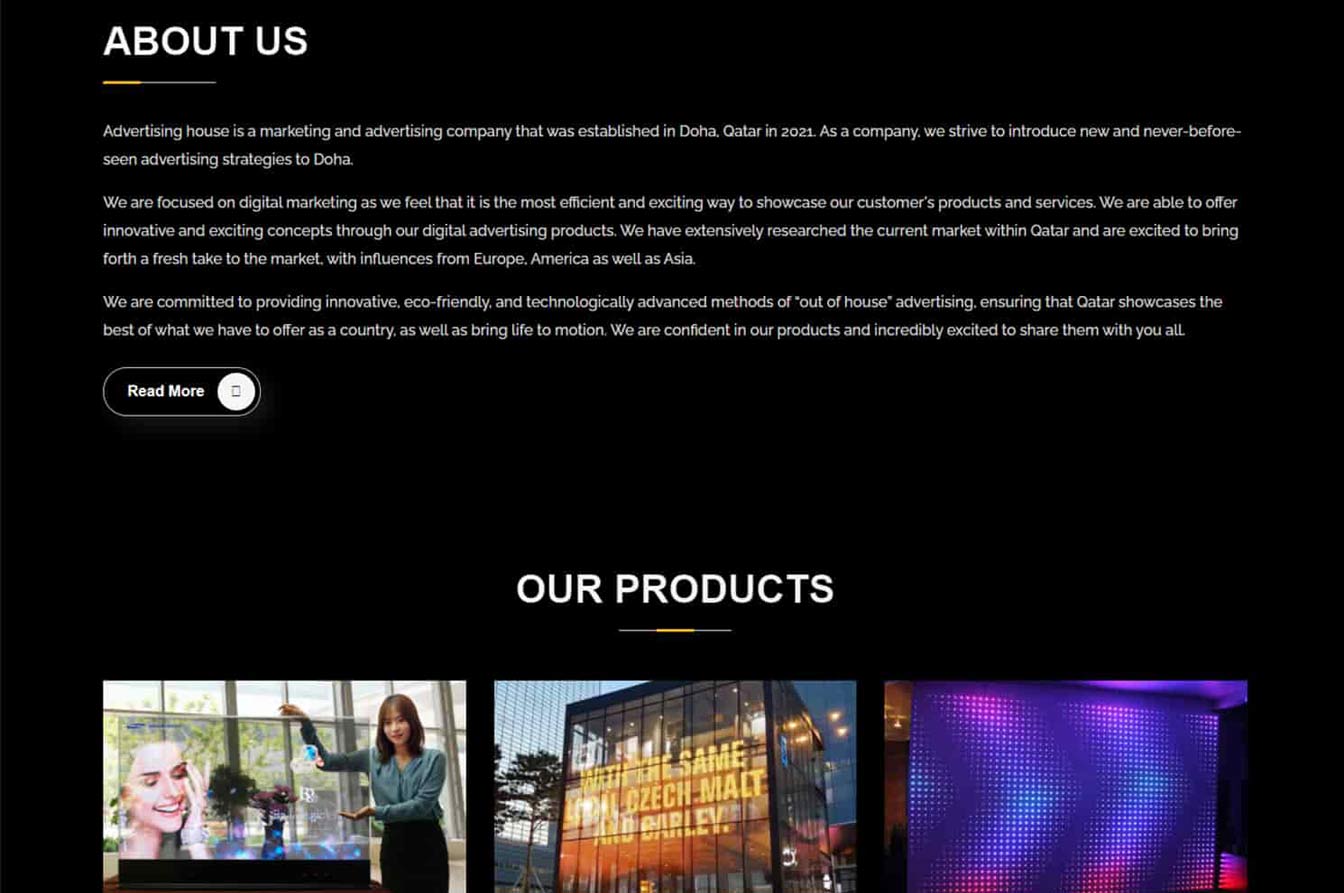 ABOUT US
Advertising house is a marketing and advertising company that was established in Doha, Qatar in 2021. As a company, we strive to introduce new and never-before-
seen advertising strategies to Doha.
We are focused on digital marketing as we feel that it is the most efficient and exciting way to showcase our customer's products and services. We are able to offer
innovative and exciting concepts through our digital advertising products. We have extensively researched the current market within Qatar and are excited to bring
forth a fresh take to the market, with influences from Europe, America as well as Asia.
We are committed to providing innovative, eco-friendly, and technologically advanced methods of “out of house” advertising, ensuring that Qatar showcases the
best of what we have to offer as a country, as well as bring life to motion. We are confident in our products and incredibly excited to share them with you all.
Read More
OUR PRODUCTS
WITH THE SAME
CZECH MALT
AND BARLEY.